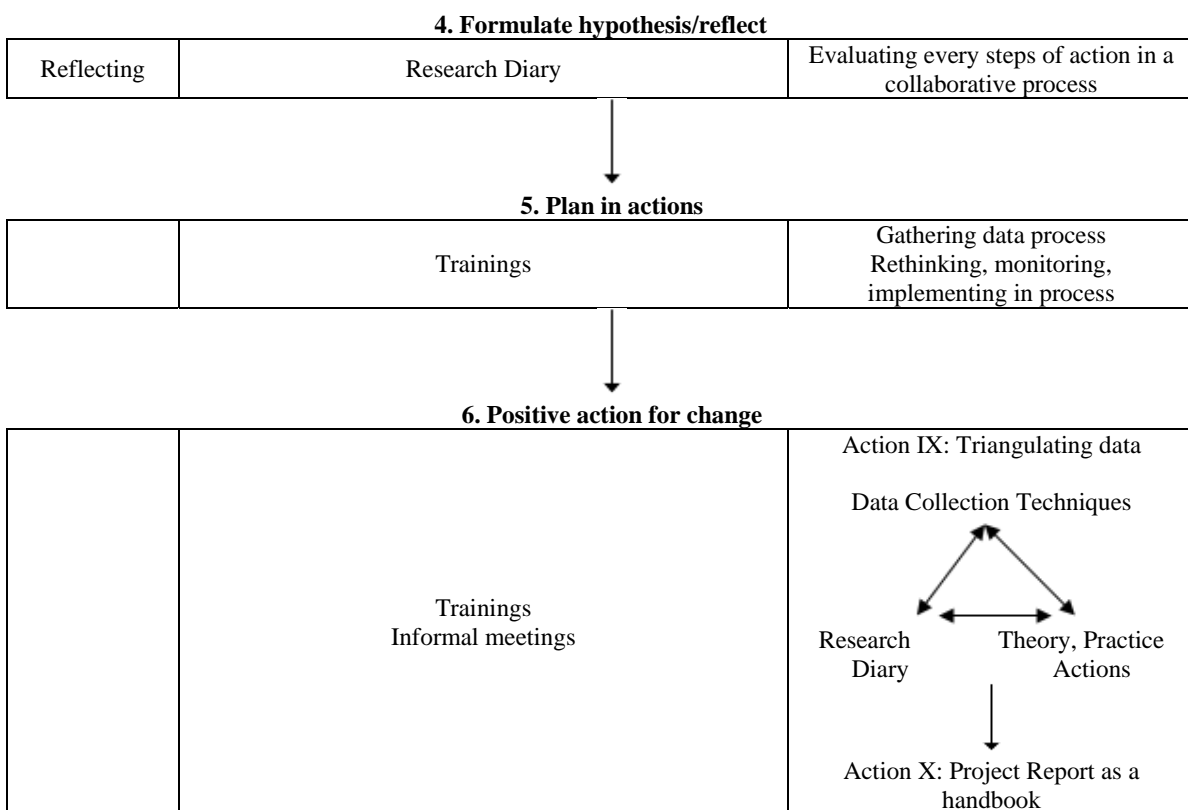 4. Formulate hypothesis/reflect
Reflecting
Research Diary
Evaluating every steps of action in a
collaborative process
5. Plan in actions
Trainings
Gathering data process
Rethinking, monitoring,
implementing in process
6. Positive action for change
Trainings
Informal meetings
Action IX: Triangulating data
Data Collection Techniques
Research
Diary
Theory, Practice
Actions
Action X: Project Report as a
handbook